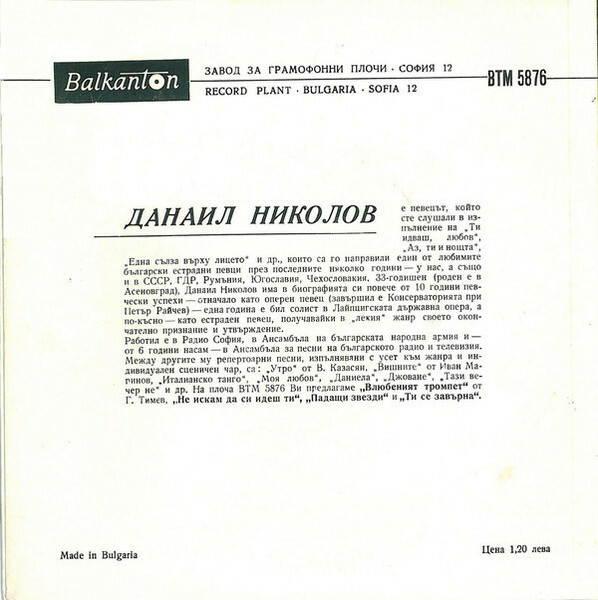 Balkanton
ЗАВОД ЗА ГРАМОФОННИ ПЛОЧИ · СОФИЯ 12
RECORD PLANT · BULGARIA · SOFIA 12
ВТМ 5876
ДАНАИЛ НИКОЛОВ
е певецът, който
сте слушали в из-
пълнение на „Ти
идваш, любов“,
„Аз, ти и нощта“,
„Една сълза върху лицето“ и др., които са го направили един от любимите
български естрадни певци през последните николко години — у нас, а също
и в СССР, ГДР, Румъния, Югославия, Чехословакия. 33-годишен (роден е в
Асеновград), Данаил Николов има в биографията си повече от 10 години пев-
чески успехи — отначало като оперен певец (завършил е Консерваторията при
Петър Райчев) — една година е бил солист в Лайпцигската държавна опера, а
по-късно — като естраден певец, получавайки в „лекия“ жанр своето окон-
чателно признание и утвърждение.
Работил е в Радио София, в Ансамбъла на българската народна армия и —
от 6 години насам — в Ансамбъла за песни на българското радио и телевизия.
Между другите му репертоарни песни, изпълнявани с усет към жанра и ин-
дивидуален сценичен чар, са: „Утро“ от В. Казасян, „Вишните“ от Иван Ма-
ринов, „Италианско танго“, „Моя любов“, „Даниела“, „Джоване“, „Тази ве-
чер не“ и др. На плоча ВТМ 5876 Ви предлагаме „Влюбеният тромпет“ от
Г. Тимев, „Не искам да си идеш ти“, „Падащи звезди“ и „Ти се завърна“.
Made in Bulgaria
Цена 1,20 лева